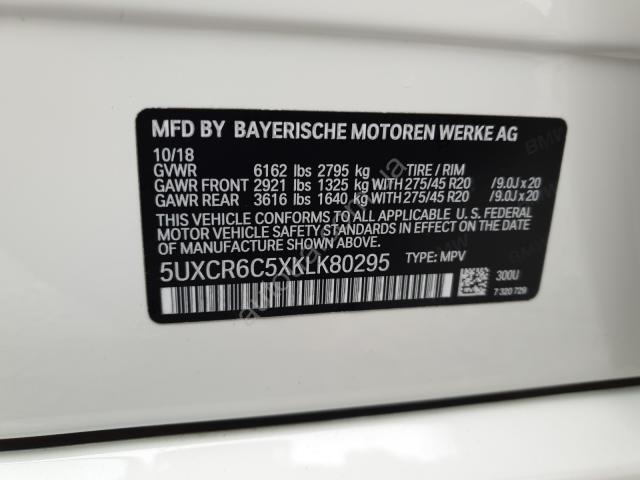 MFD BY BAYERISCHE MOTOREN WERKE AG
10/18
GVWR 6162 lbs 2795 kg TIRE / RIM
GAWR FRONT 2921 lbs 1325 kg WITH 275/45 R20 /9.0J x 20
GAWR REAR 3616 lbs 1640 kg WITH 275/45 R20 /9.0J x 20
THIS VEHICLE CONFORMS TO ALL APPLICABLE U. S. FEDERAL
MOTOR VEHICLE SAFETY STANDARDS IN EFFECT ON THE
DATE OF MANUFACTURE SHOWN ABOVE.
5UXCR6C5XKLK80295 TYPE: MPV
300U
7 320 729
BMW
BMW